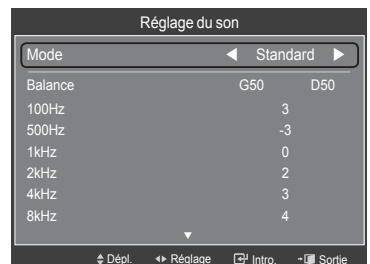 Réglage du son
Mode Standard
Balance G50 D50
100Hz 3
500Hz -3
1kHz 0
2kHz 2
4kHz 3
8kHz 4
Dépl. Réglage Intro. Sortie